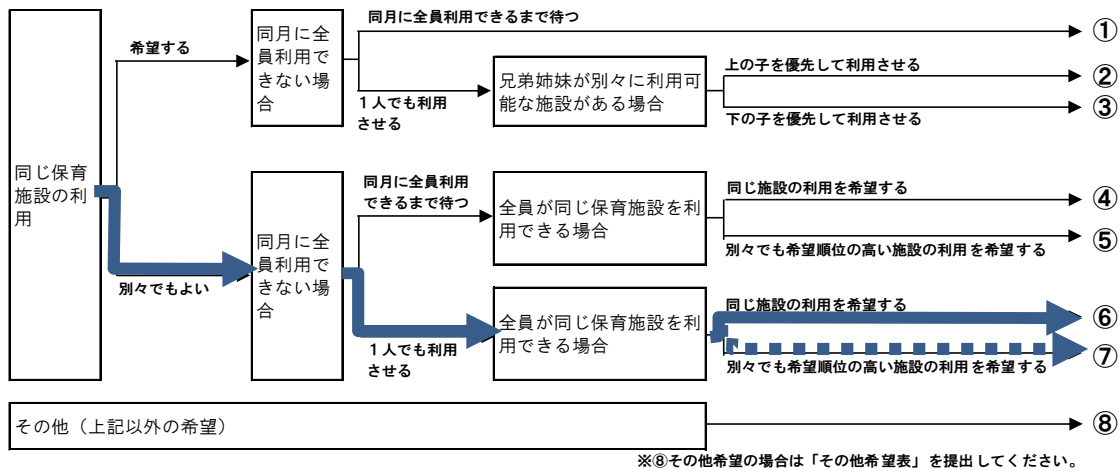 同月に全員利用できるまで待つ
①
希望する
同月に全
員利用で
きない場
合
１人でも利用
させる
兄弟姉妹が別々に利用可
能な施設がある場合
上の子を優先して利用させる
②
下の子を優先して利用させる
③
同じ保育
施設の利
用
別々でもよい
同月に全
員利用で
きない場
合
同月に全員利用
できるまで待つ
全員が同じ保育施設を利
用できる場合
同じ施設の利用を希望する
④
別々でも希望順位の高い施設の利用を希望する
⑤
１人でも利用
させる
全員が同じ保育施設を利
用できる場合
同じ施設の利用を希望する
⑥
別々でも希望順位の高い施設の利用を希望する
⑦
その他（上記以外の希望）
⑧
※⑧その他希望の場合は「その他希望表」を提出してください。